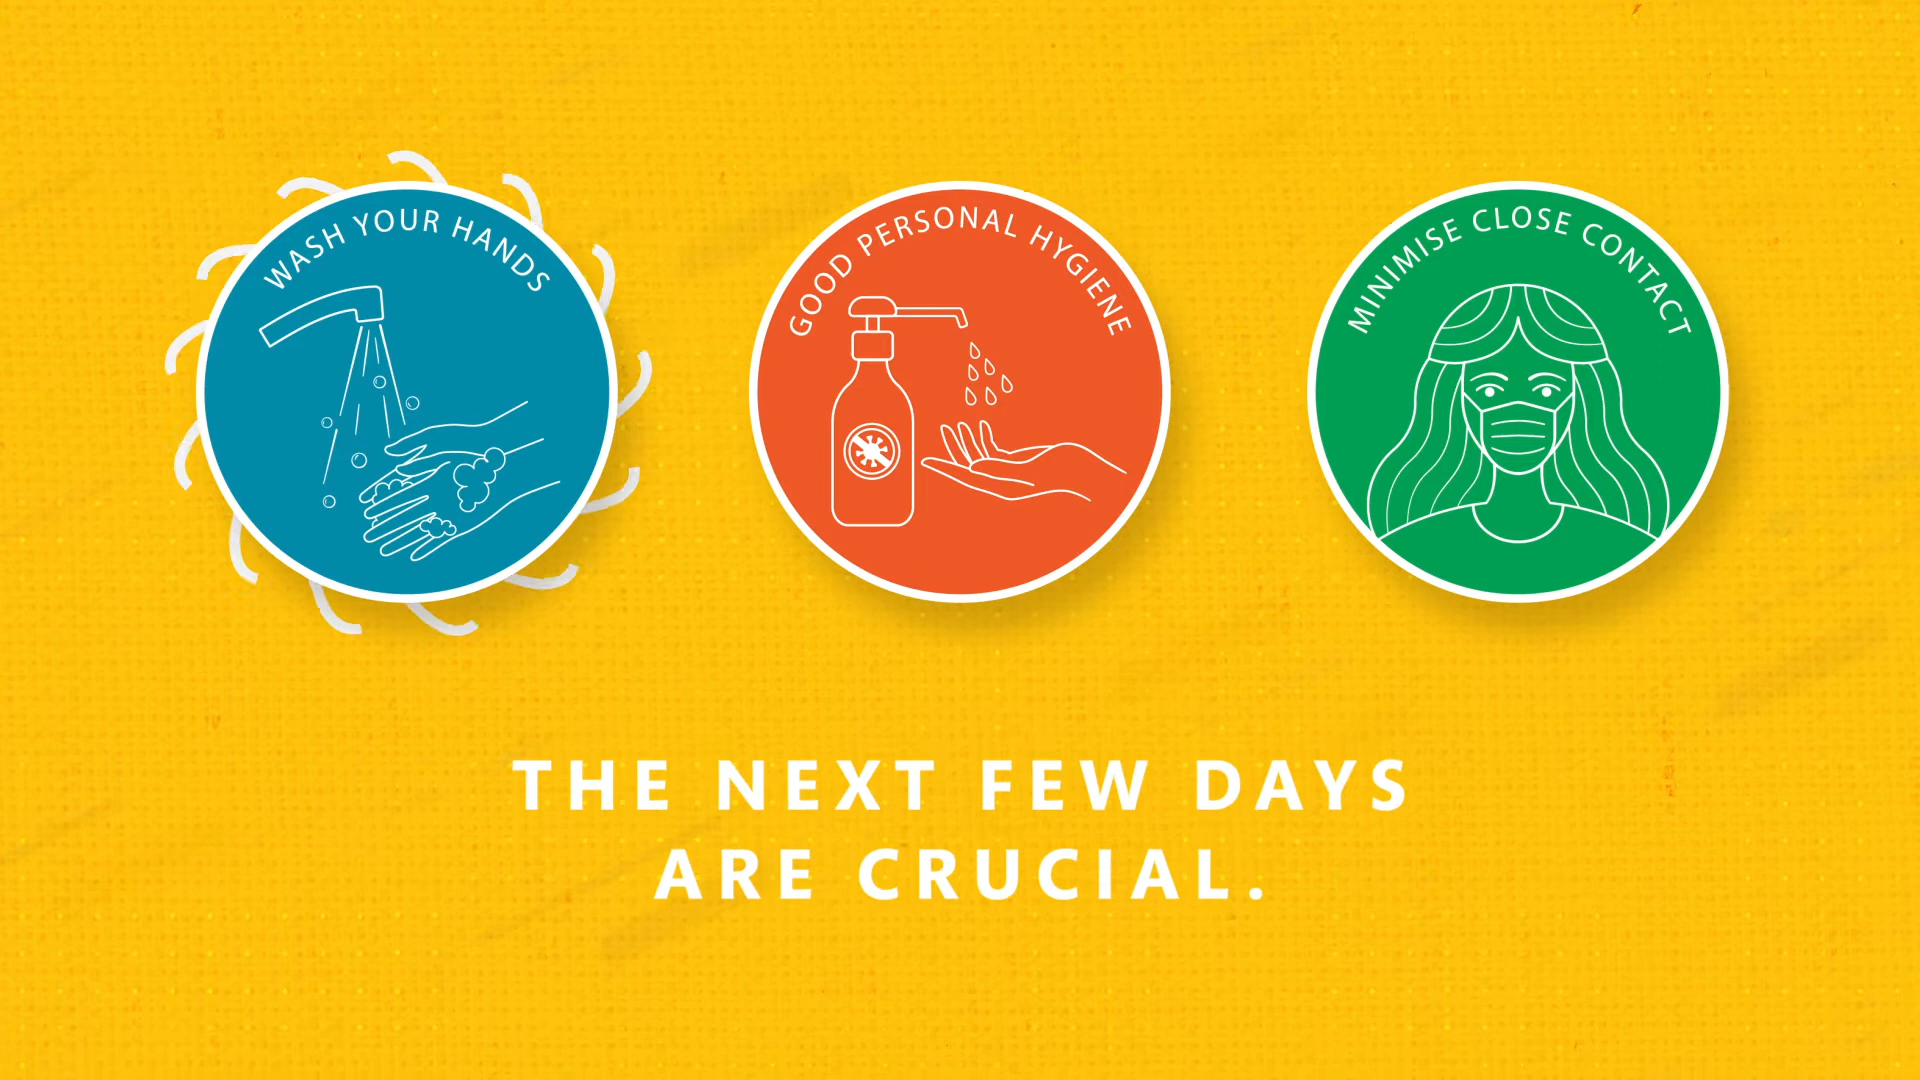 WASH YOUR HANDS
GOOD PERSONAL HYGIENE
MINIMISE CLOSE CONTACT
THE NEXT FEW DAYS
ARE CRUCIAL.